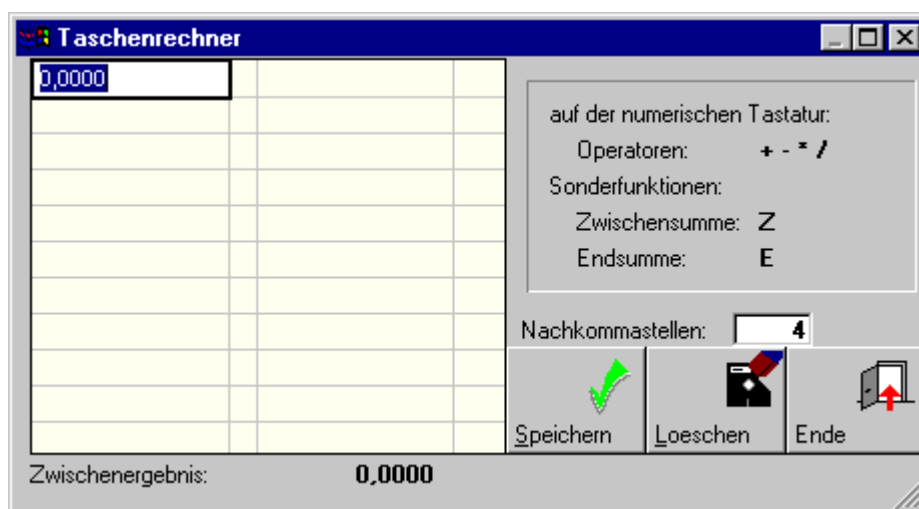 Taschenrechner
0,0000
auf der numerischen Tastatur:
Operatoren: + - * /
Sonderfunktionen:
Zwischensumme: Z
Endsumme: E
Nachkommastellen: 4
Speichern Loeschen Ende
Zwischenergebnis: 0,0000